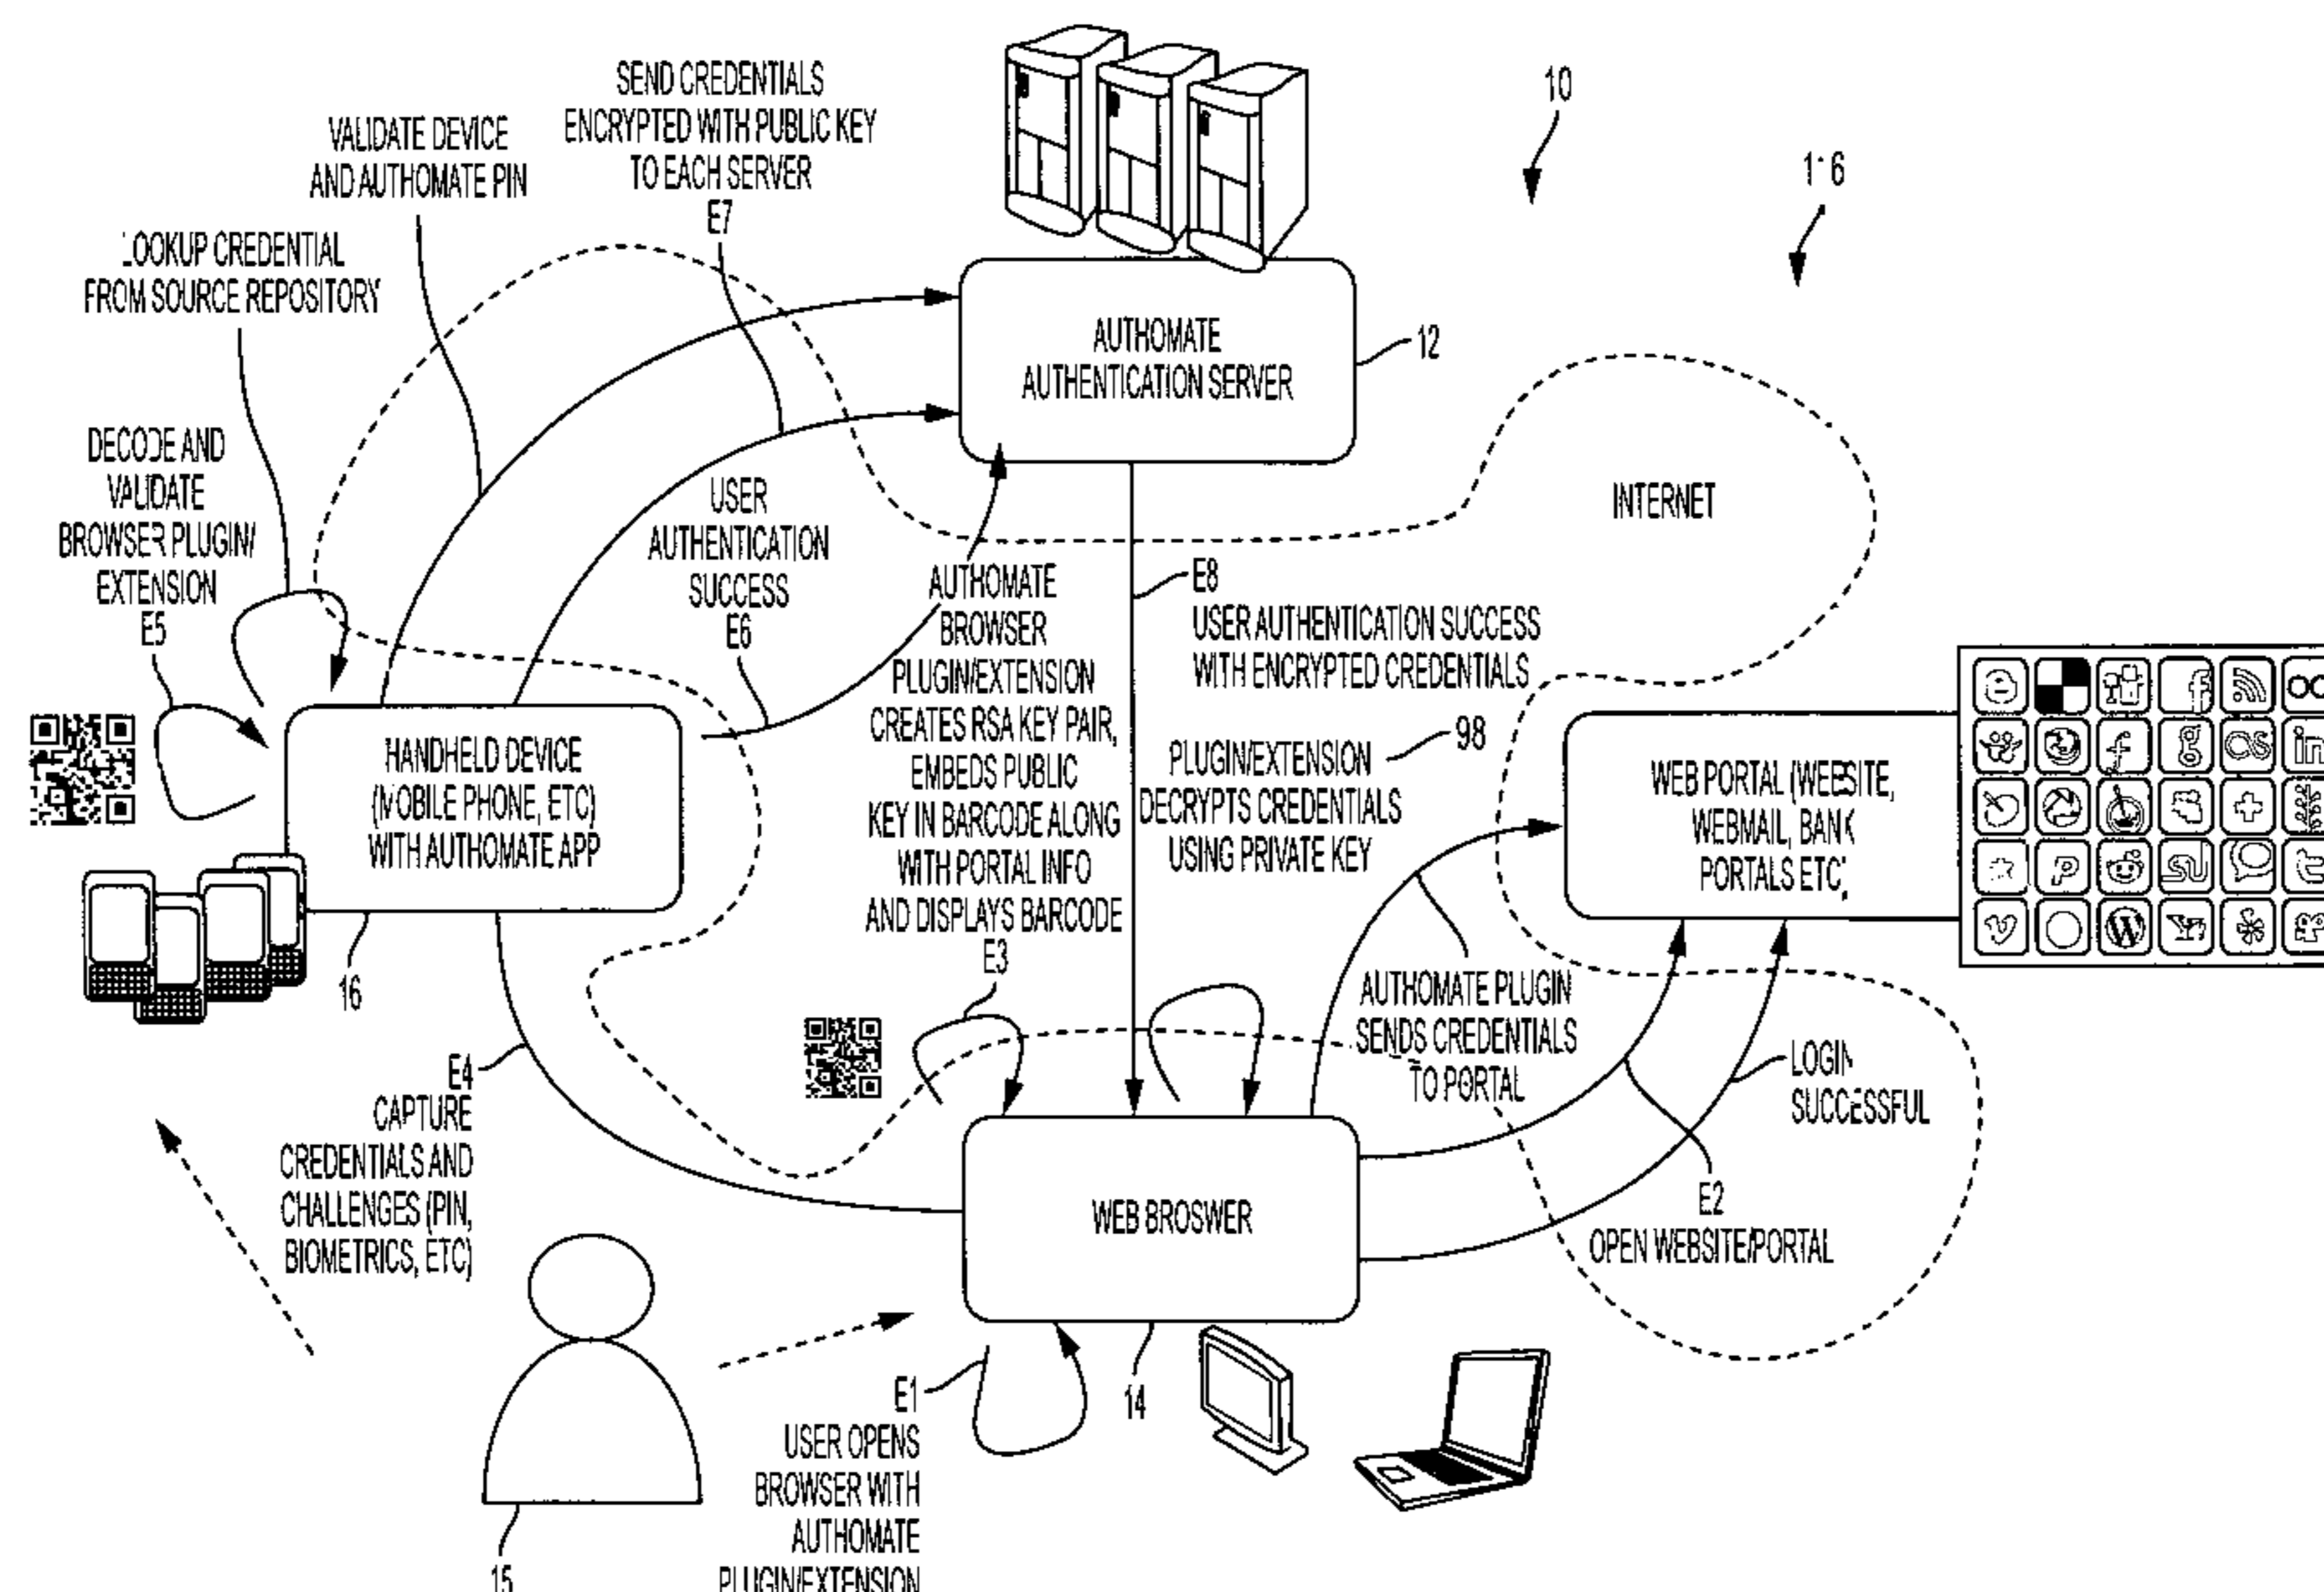 SEND CREDENTIALS
ENCRYPTED WITH PUBLIC KEY
TO EACH SERVER
E7
VALIDATE DEVICE
AND AUTHOMATE PIN
LOOKUP CREDENTIAL
FROM SOURCE REPOSITORY
DECODE AND
VALIDATE
BROWSER PLUGIN/
EXTENSION
E5
10
116
AUTHOMATE
AUTHENTICATION SERVER
12
INTERNET
USER
AUTHENTICATION
SUCCESS
E6
AUTHOMATE
BROWSER
PLUGIN/EXTENSION
CREATES RSA KEY PAIR,
EMBEDS PUBLIC
KEY IN BARCODE ALONG
WITH PORTAL INFO
AND DISPLAYS BARCODE
E3
E8
USER AUTHENTICATION SUCCESS
WITH ENCRYPTED CREDENTIALS
98
PLUGIN/EXTENSION
DECRYPTS CREDENTIALS
USING PRIVATE KEY
HANDHELD DEVICE
(MOBILE PHONE, ETC)
WITH AUTHOMATE APP
16
WEB PORTAL (WEBSITE,
WEBMAIL, BANK
PORTALS ETC)
AUTHOMATE PLUGIN
SENDS CREDENTIALS
TO PORTAL
LOGIN
SUCCESSFUL
E2
OPEN WEBSITE/PORTAL
E4
CAPTURE
CREDENTIALS AND
CHALLENGES (PIN,
BIOMETRICS, ETC)
WEB BROSWER
14
E1
USER OPENS
BROWSER WITH
AUTHOMATE
PLUGIN/EXTENSION
15